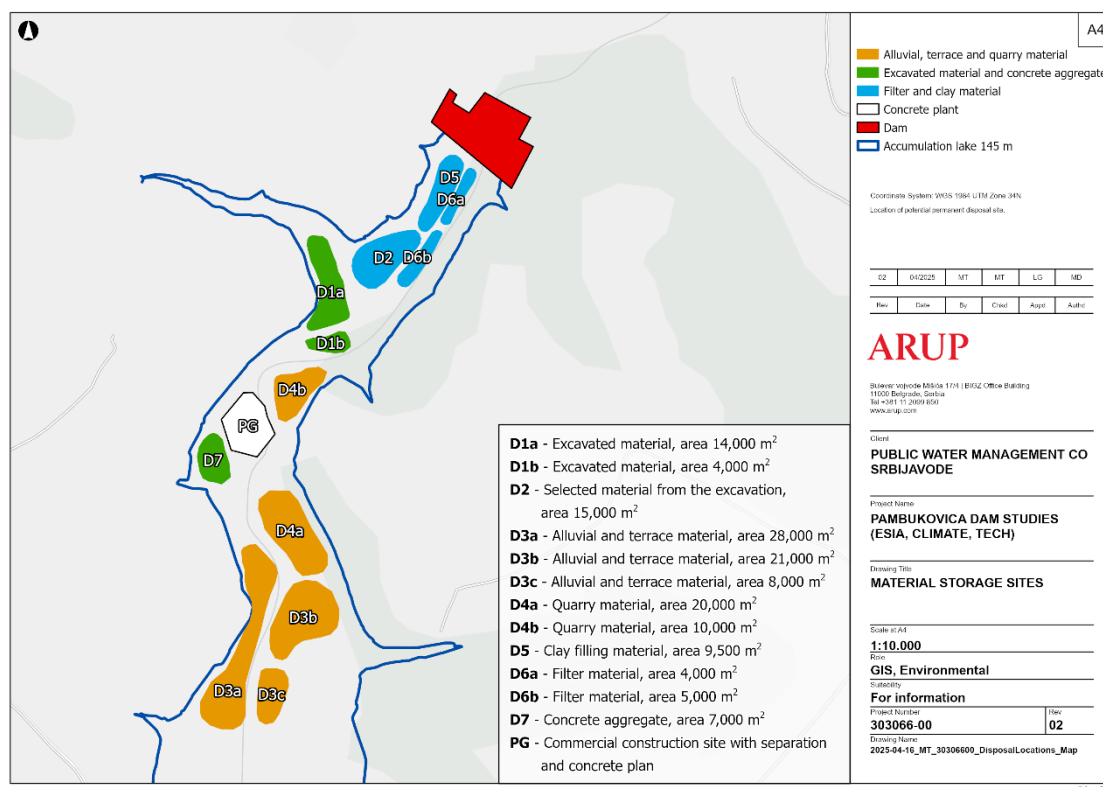 A4
Alluvial, terrace and quarry material
Excavated material and concrete aggregate
Filter and clay material
Concrete plant
Dam
Accumulation lake 145 m
Coordinate System: WGS 1984 UTM Zone 34N
Location of potential permanent disposal site.
02 04/2025 MT MT LG MD
Rev Date By Chkd Appd Authd
ARUP
Bulevar vojvode Mišića 17/4 | BIGZ Office Building
11000 Belgrade, Serbia
Tel +381 11 2099 850
www.arup.com
Client
PUBLIC WATER MANAGEMENT CO
SRBIJAVODE
Project Name
PAMBUKOVICA DAM STUDIES
(ESIA, CLIMATE, TECH)
Drawing Title
MATERIAL STORAGE SITES
Scale at A4
1:10.000
Role
GIS, Environmental
Suitability
For information
Project Number Rev
303066-00 02
Drawing Name
2025-04-16_MT_30306600_DisposalLocations_Map
D5
D6a
D2
D6b
D1a
D1b
D4b
PG
D7
D4a
D3b
D3a
D3c
D1a - Excavated material, area 14,000 m²
D1b - Excavated material, area 4,000 m²
D2 - Selected material from the excavation,
area 15,000 m²
D3a - Alluvial and terrace material, area 28,000 m²
D3b - Alluvial and terrace material, area 21,000 m²
D3c - Alluvial and terrace material, area 8,000 m²
D4a - Quarry material, area 20,000 m²
D4b - Quarry material, area 10,000 m²
D5 - Clay filling material, area 9,500 m²
D6a - Filter material, area 4,000 m²
D6b - Filter material, area 5,000 m²
D7 - Concrete aggregate, area 7,000 m²
PG - Commercial construction site with separation
and concrete plan